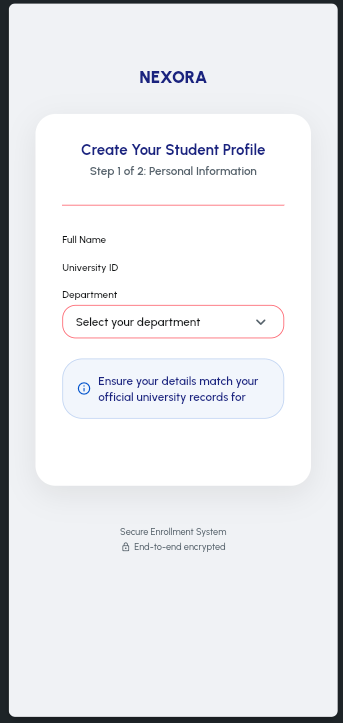 NEXORA
Create Your Student Profile
Step 1 of 2: Personal Information
Full Name
University ID
Department
Select your department
Ensure your details match your
official university records for
Secure Enrollment System
End-to-end encrypted